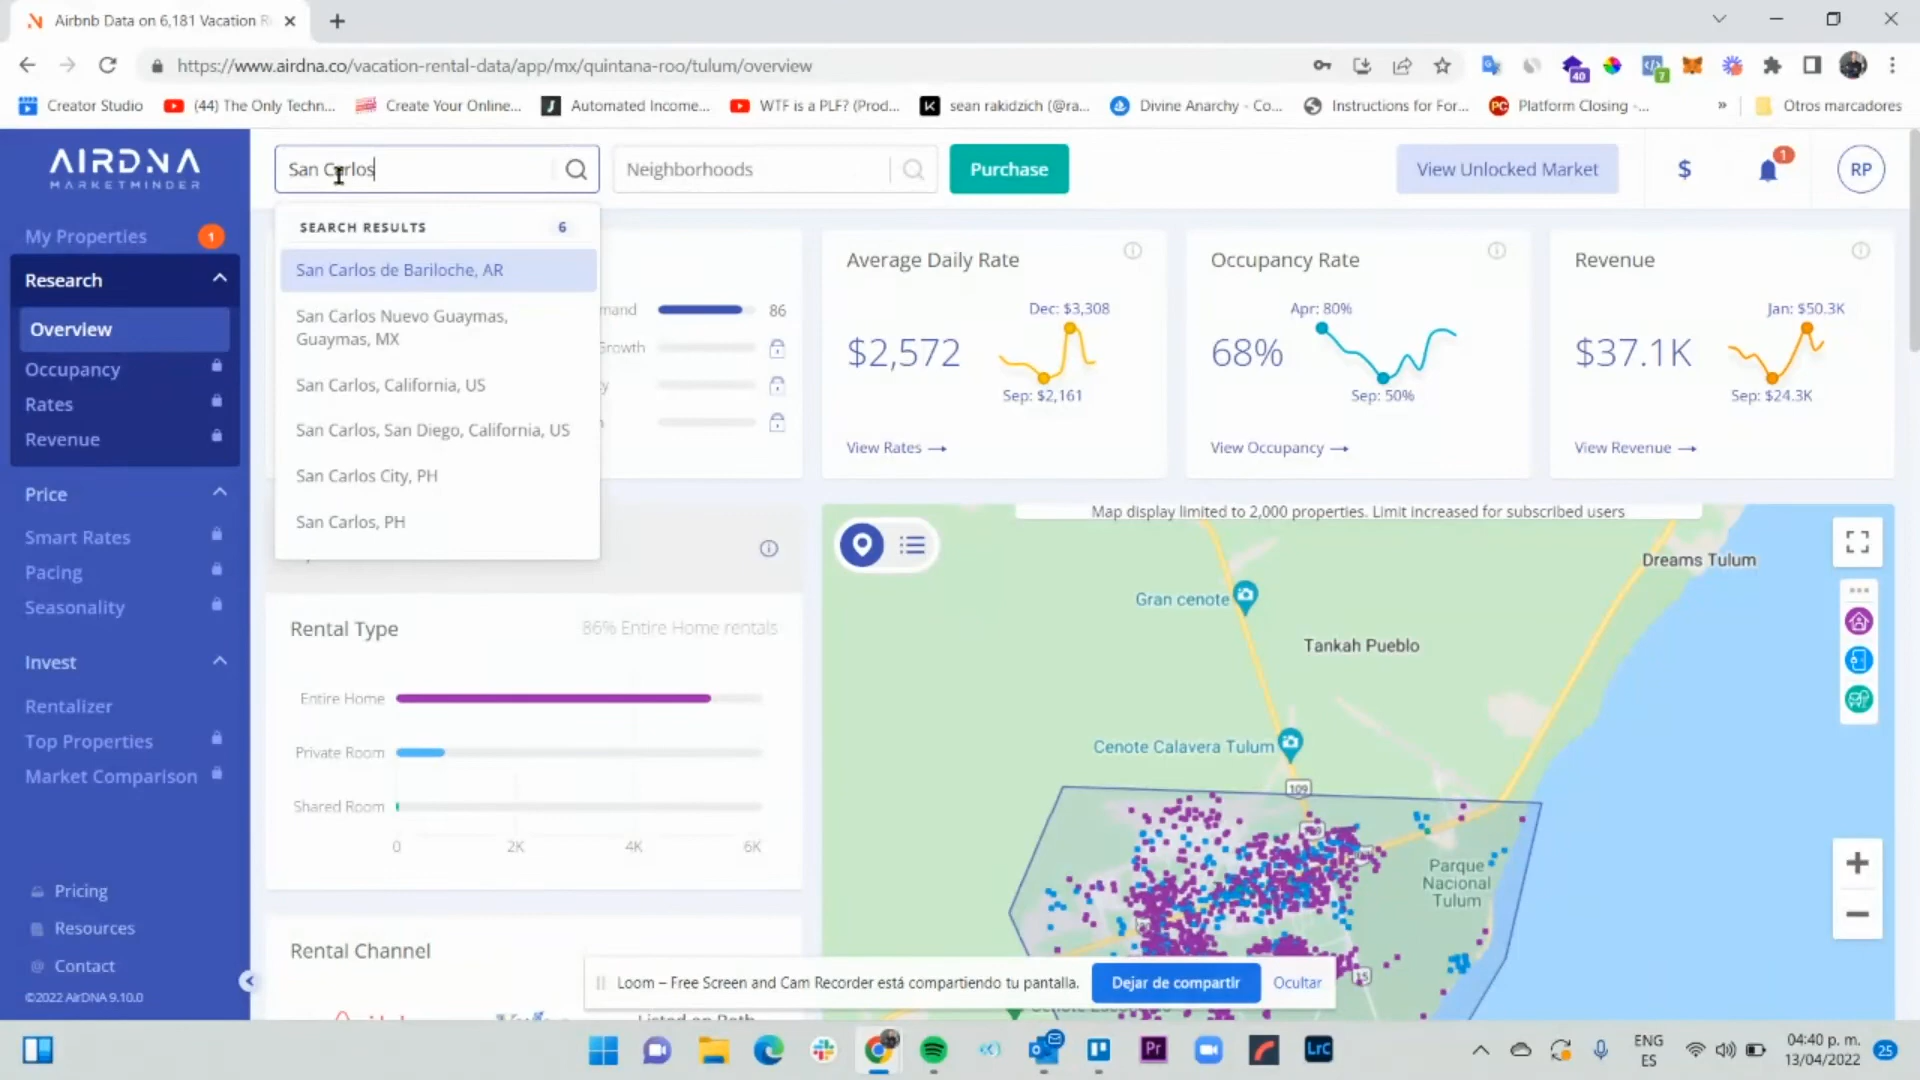 Airbnb Data on 6,181 Vacation R
https://www.airdna.co/vacation-rental-data/app/mx/quintana-roo/tulum/overview
40
7
Creator Studio
(44) The Only Techn...
Create Your Online...
Automated Income...
WTF is a PLF? (Prod...
sean rakidzich (@ra...
Divine Anarchy - Co...
Instructions for For...
Platform Closing -...
»
Otros marcadores
AIRDNA
MARKETMINDER
San Carlos
Neighborhoods
Purchase
View Unlocked Market
$
1
RP
My Properties
1
Research
Overview
Occupancy
Rates
Revenue
Price
Smart Rates
Pacing
Seasonality
Invest
Rentalizer
Top Properties
Market Comparison
Pricing
Resources
Contact
©2022 AirDNA 9.10.0
SEARCH RESULTS 6
San Carlos de Bariloche, AR
San Carlos Nuevo Guaymas,
Guaymas, MX
San Carlos, California, US
San Carlos, San Diego, California, US
San Carlos City, PH
San Carlos, PH
mand 86
Growth
Average Daily Rate
Dec: $3,308
$2,572
Sep: $2,161
View Rates →
Occupancy Rate
Apr: 80%
68%
Sep: 50%
View Occupancy →
Revenue
Jan: $50.3K
$37.1K
Sep: $24.3K
View Revenue →
Rental Type
86% Entire Home rentals
Entire Home
Private Room
Shared Room
0 2K 4K 6K
Rental Channel
Listed on Both
Map display limited to 2,000 properties. Limit increased for subscribed users
Dreams Tulum
Gran cenote
Tankah Pueblo
Cenote Calavera Tulum
109
Parque
Nacional
Tulum
15
Loom – Free Screen and Cam Recorder está compartiendo tu pantalla.
Dejar de compartir
Ocultar
Pr
LrC
ENG
ES
04:40 p. m.
13/04/2022
25